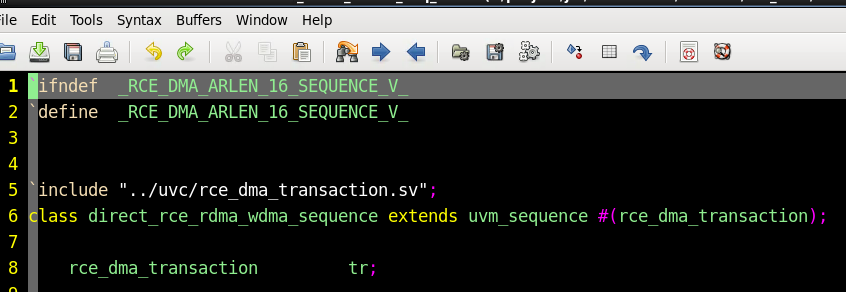 ile Edit Tools Syntax Buffers Window Help
1 `ifndef _RCE_DMA_ARLEN_16_SEQUENCE_V_
2 `define _RCE_DMA_ARLEN_16_SEQUENCE_V_
3
4
5 `include "../uvc/rce_dma_transaction.sv";
6 class direct_rce_rdma_wdma_sequence extends uvm_sequence #(rce_dma_transaction);
7
8 rce_dma_transaction tr;